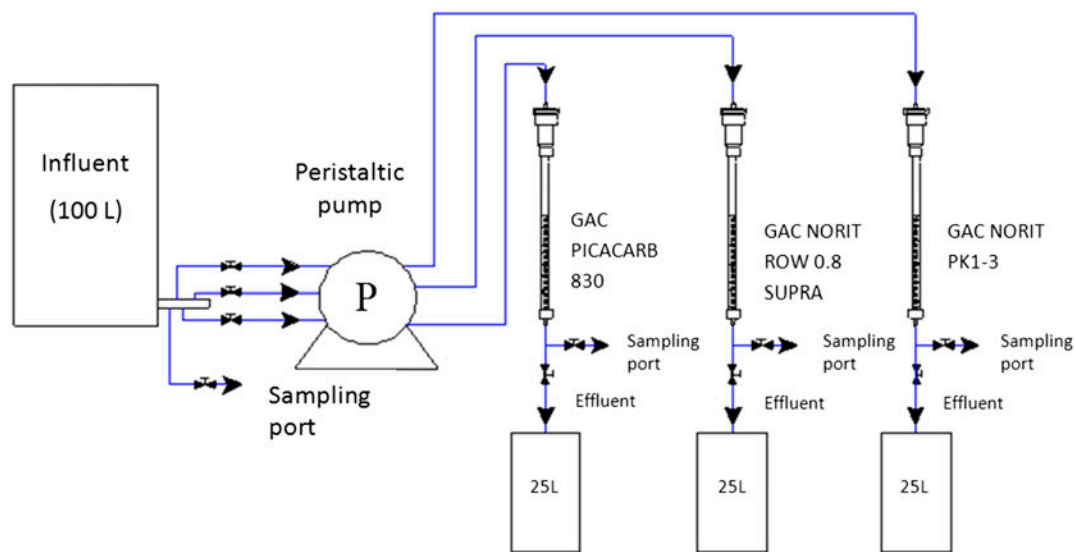 Influent
(100 L)
Peristaltic
pump
P
Sampling
port
GAC
PICACARB
830
GAC NORIT
ROW 0.8
SUPRA
GAC NORIT
PK1-3
Sampling
port
Sampling
port
Sampling
port
Effluent
Effluent
Effluent
25L
25L
25L